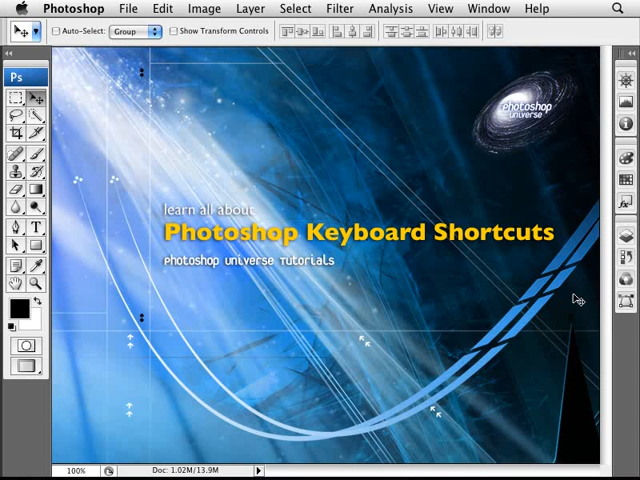 Photoshop File Edit Image Layer Select Filter Analysis View Window Help
Auto-Select: Group Show Transform Controls
Ps
photoshop
universe
learn all about
Photoshop Keyboard Shortcuts
photoshop universe Tutorials
T
100% Doc: 1.02M/13.9M